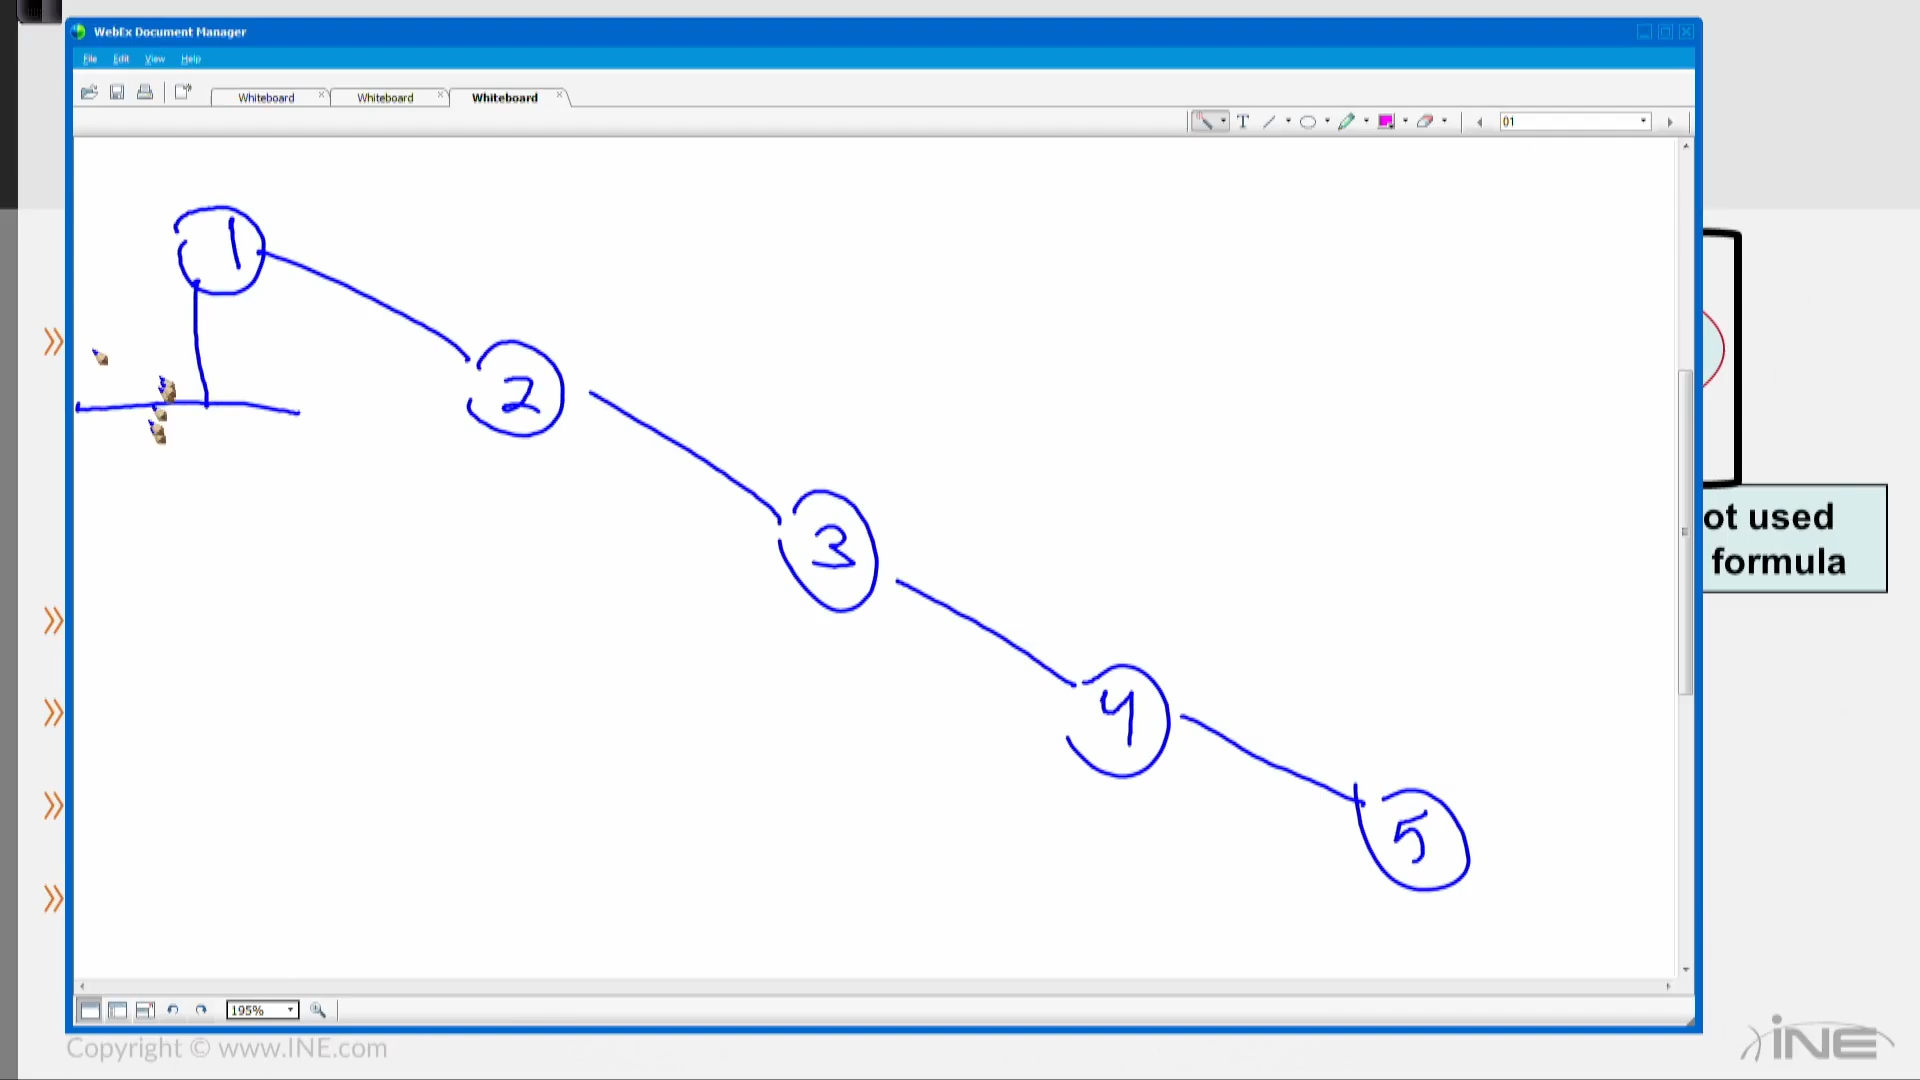 WebEx Document Manager
File Edit View Help
Whiteboard Whiteboard Whiteboard
T 01
1
2
3
4
5
ot used
formula
195%
Copyright © www.INE.com
iNE